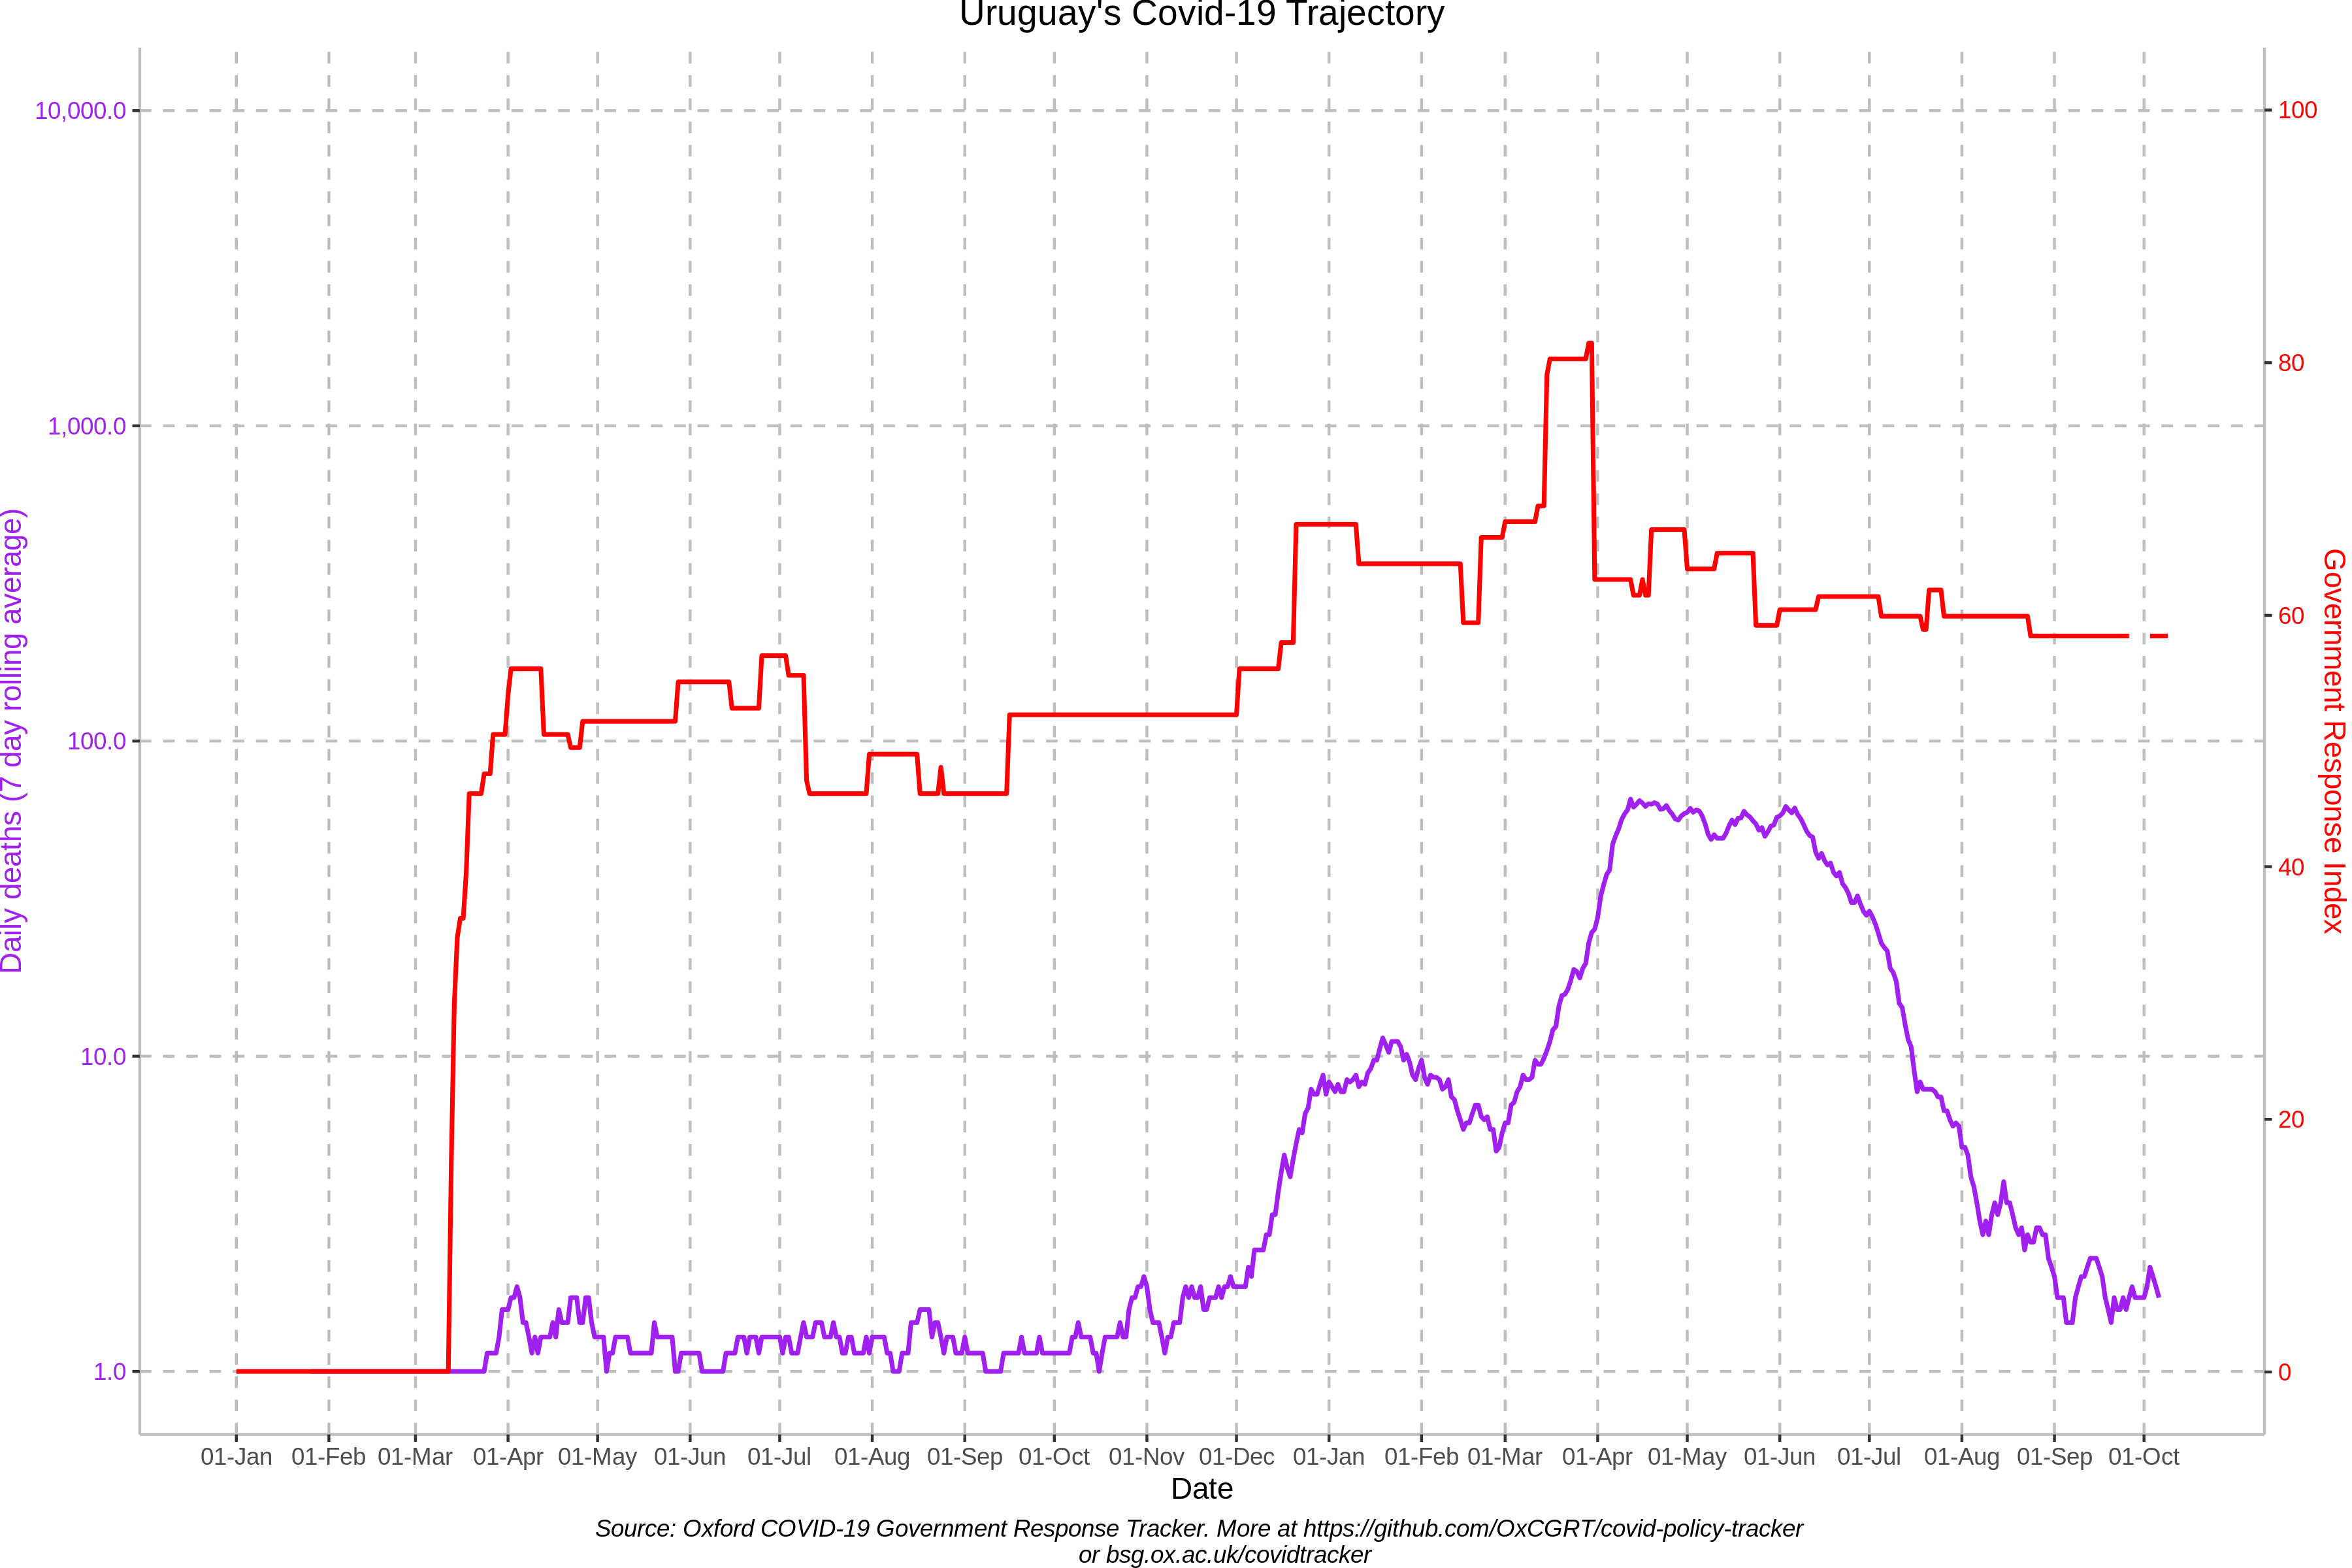 Uruguay's Covid-19 Trajectory
10,000.0
1,000.0
100.0
10.0
1.0
Daily deaths (7 day rolling average)
100
80
60
40
20
0
Government Response Index
01-Jan 01-Feb 01-Mar 01-Apr 01-May 01-Jun 01-Jul 01-Aug 01-Sep 01-Oct 01-Nov 01-Dec 01-Jan 01-Feb 01-Mar 01-Apr 01-May 01-Jun 01-Jul 01-Aug 01-Sep 01-Oct
Date
Source: Oxford COVID-19 Government Response Tracker. More at https://github.com/OxCGRT/covid-policy-tracker
or bsg.ox.ac.uk/covidtracker